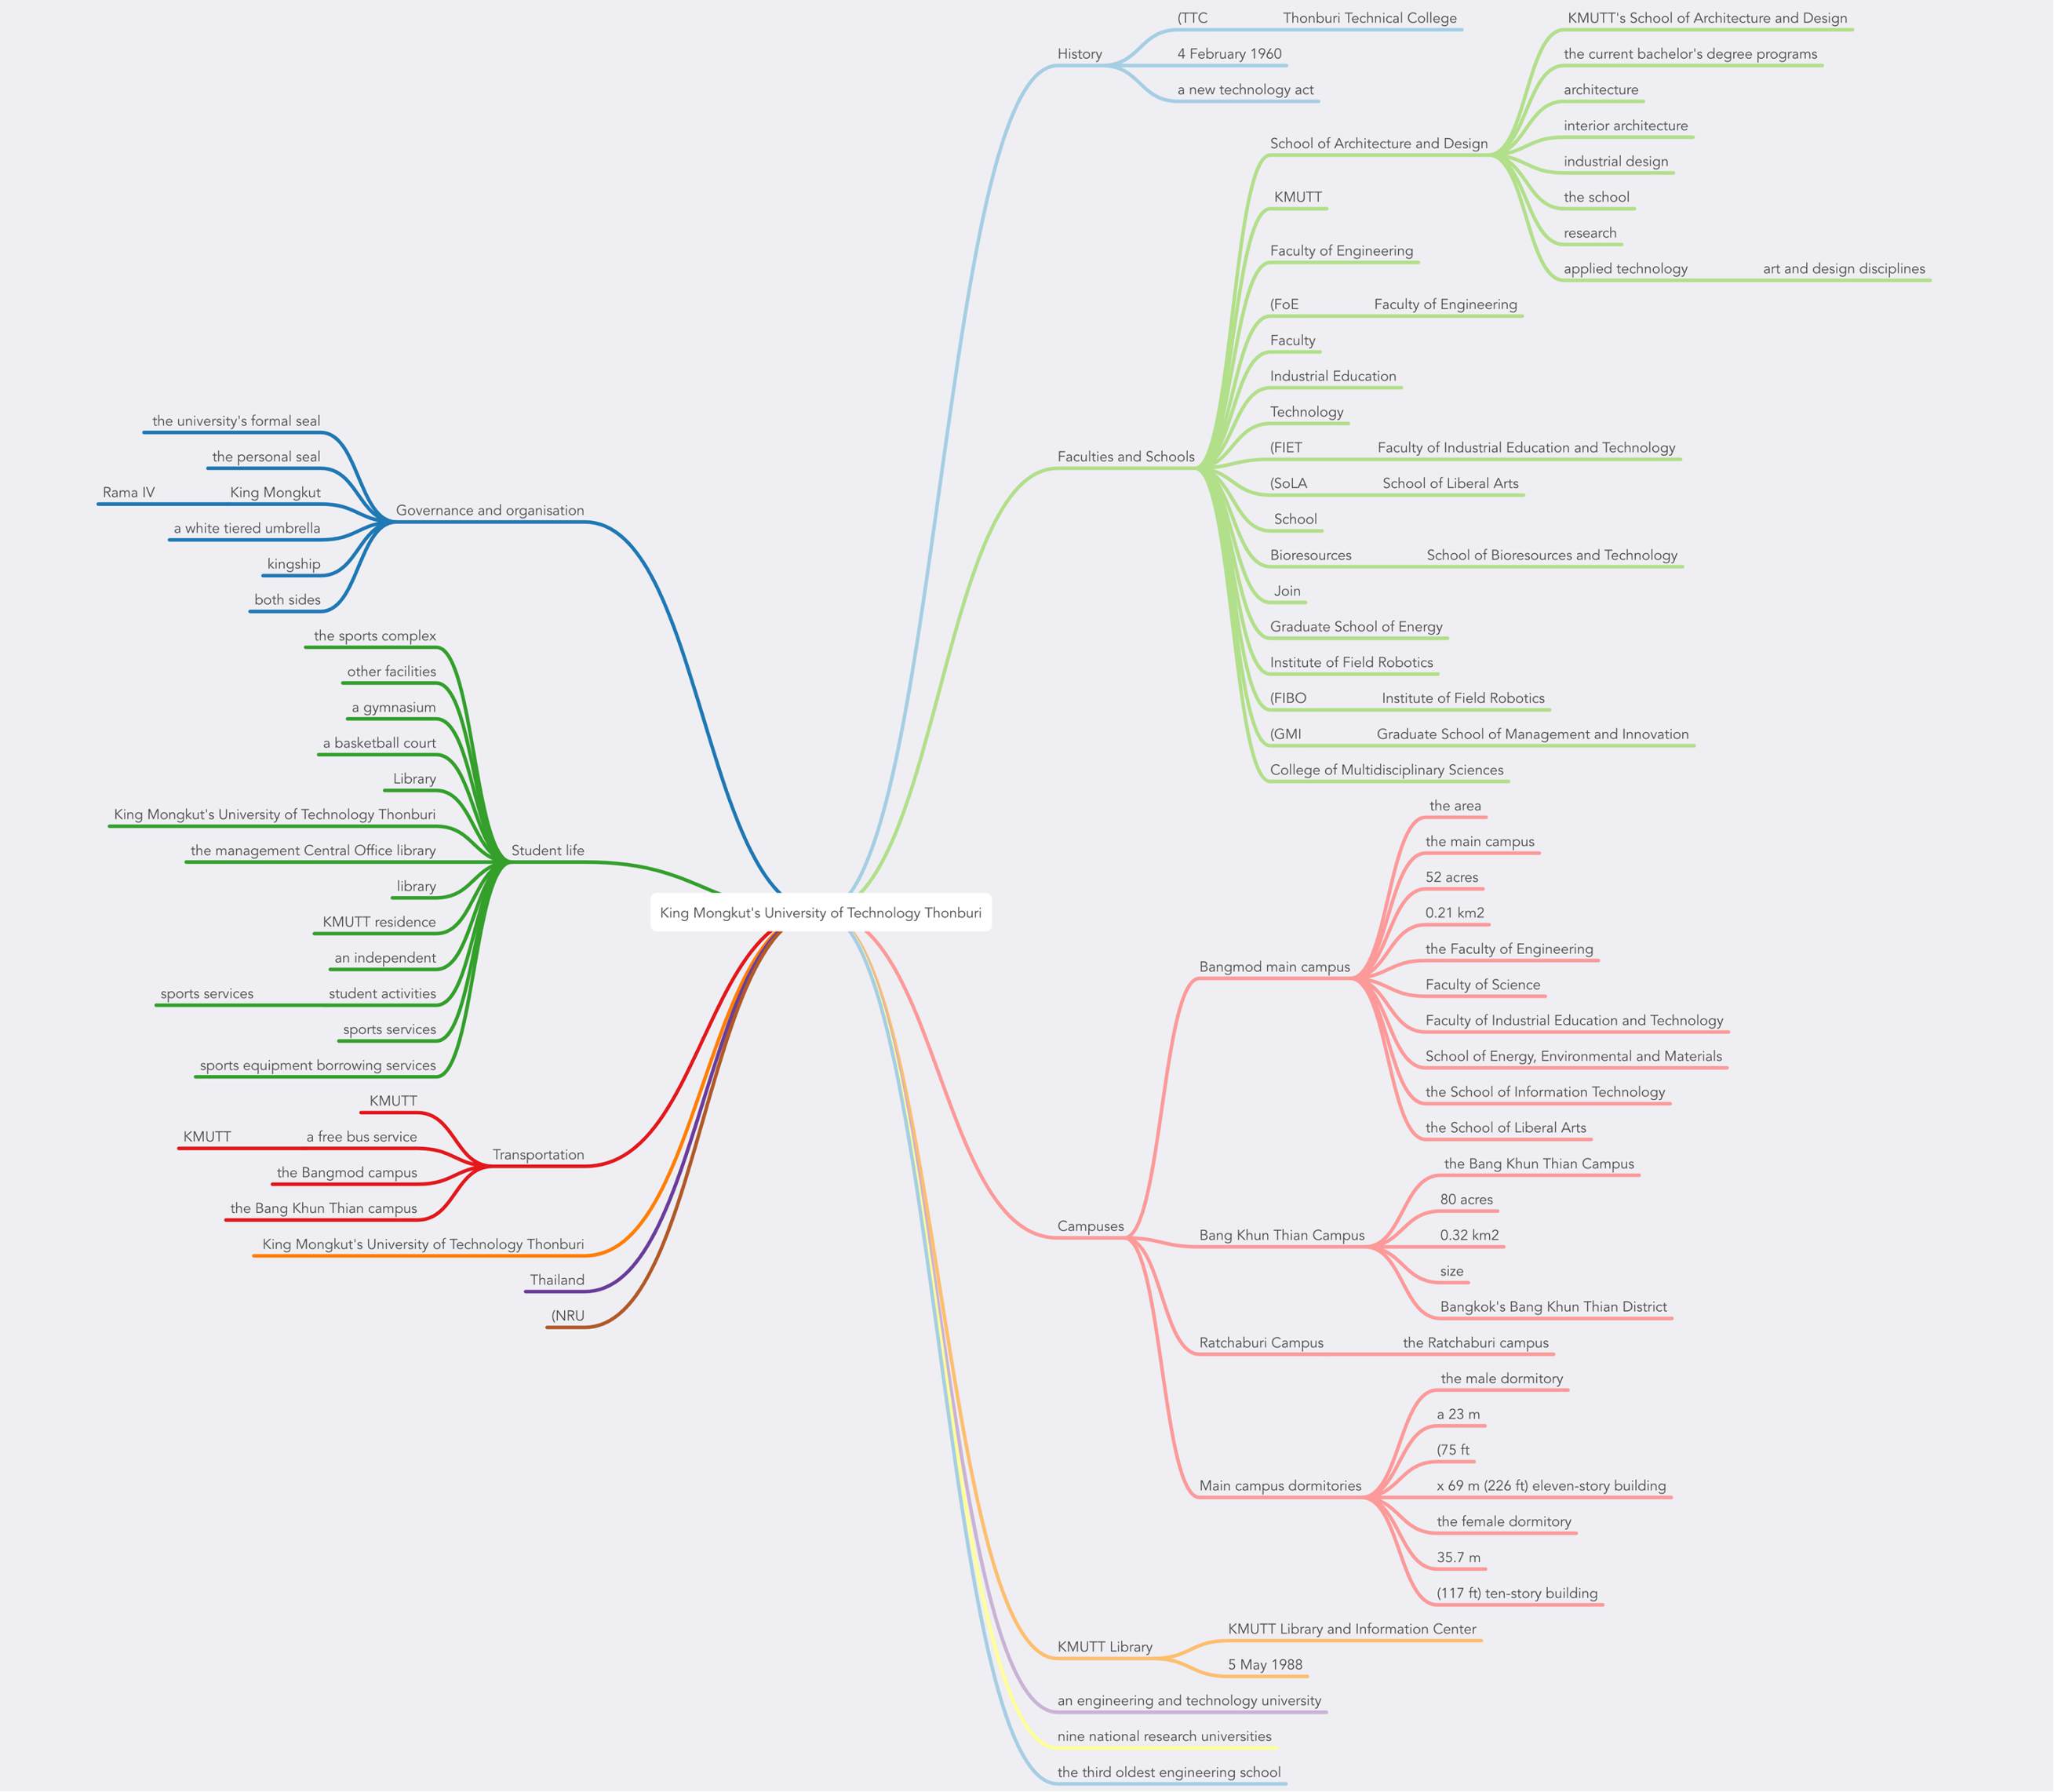 King Mongkut's University of Technology Thonburi
History
(TTC
Thonburi Technical College
4 February 1960
a new technology act
Faculties and Schools
School of Architecture and Design
KMUTT's School of Architecture and Design
the current bachelor's degree programs
architecture
interior architecture
industrial design
the school
research
applied technology
art and design disciplines
KMUTT
Faculty of Engineering
(FoE
Faculty of Engineering
Faculty
Industrial Education
Technology
(FIET
Faculty of Industrial Education and Technology
(SoLA
School of Liberal Arts
School
Bioresources
School of Bioresources and Technology
Join
Graduate School of Energy
Institute of Field Robotics
(FIBO
Institute of Field Robotics
(GMI
Graduate School of Management and Innovation
College of Multidisciplinary Sciences
Campuses
Bangmod main campus
the area
the main campus
52 acres
0.21 km2
the Faculty of Engineering
Faculty of Science
Faculty of Industrial Education and Technology
School of Energy, Environmental and Materials
the School of Information Technology
the School of Liberal Arts
Bang Khun Thian Campus
the Bang Khun Thian Campus
80 acres
0.32 km2
size
Bangkok's Bang Khun Thian District
Ratchaburi Campus
the Ratchaburi campus
Main campus dormitories
the male dormitory
a 23 m
(75 ft
x 69 m (226 ft) eleven-story building
the female dormitory
35.7 m
(117 ft) ten-story building
KMUTT Library
KMUTT Library and Information Center
5 May 1988
an engineering and technology university
nine national research universities
the third oldest engineering school
Governance and organisation
the university's formal seal
the personal seal
King Mongkut
Rama IV
a white tiered umbrella
kingship
both sides
Student life
the sports complex
other facilities
a gymnasium
a basketball court
Library
King Mongkut's University of Technology Thonburi
the management Central Office library
library
KMUTT residence
an independent
student activities
sports services
sports services
sports equipment borrowing services
Transportation
KMUTT
a free bus service
KMUTT
the Bangmod campus
the Bang Khun Thian campus
King Mongkut's University of Technology Thonburi
Thailand
(NRU